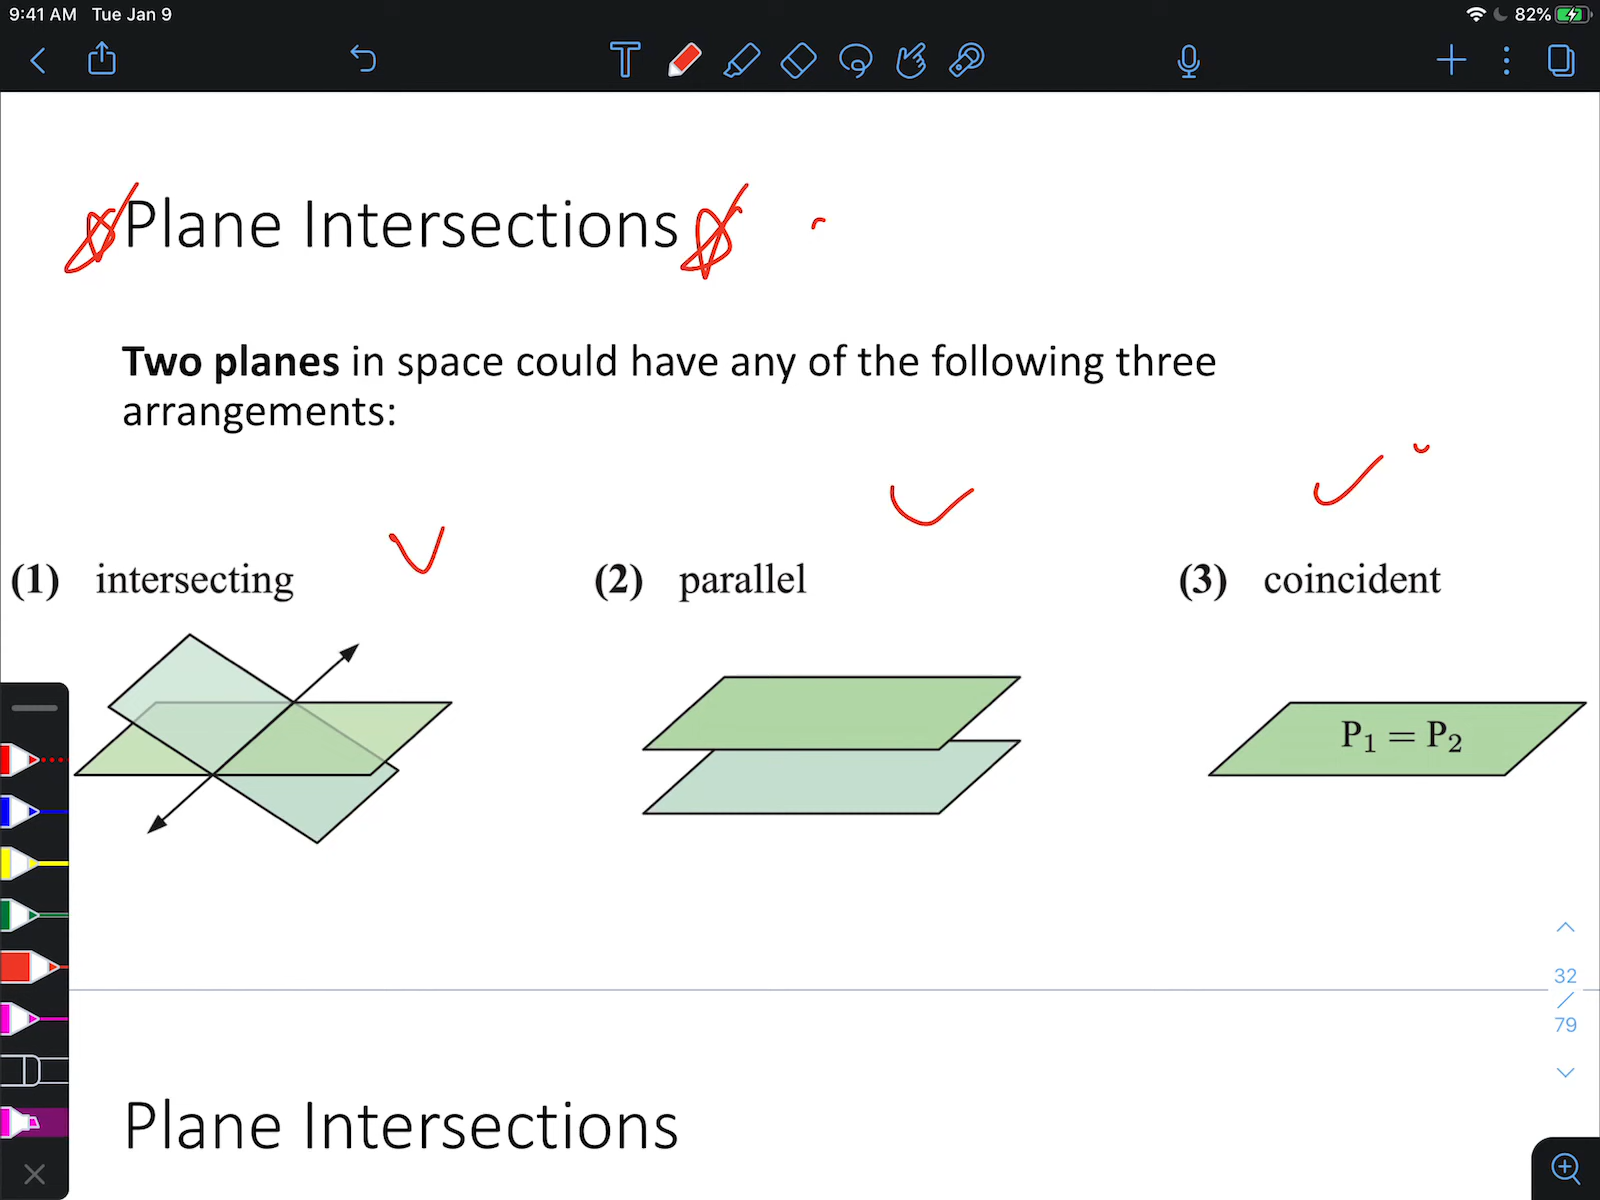 9:41 AM Tue Jan 9
82%
Plane Intersections
Two planes in space could have any of the following three
arrangements:
(1) intersecting
(2) parallel
(3) coincident
P₁ = P₂
32
/
79
Plane Intersections